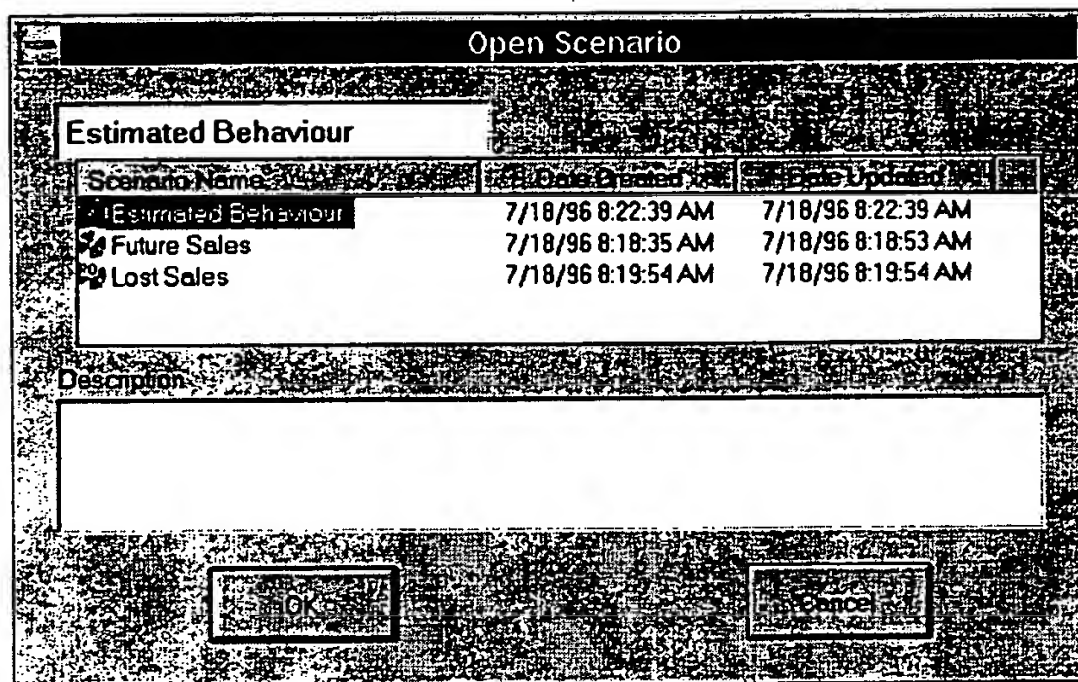 Open Scenario
Estimated Behaviour
Scenario Name Date Created Date Updated
Estimated Behaviour 7/18/96 8:22:39 AM 7/18/96 8:22:39 AM
Future Sales 7/18/96 8:18:35 AM 7/18/96 8:18:53 AM
Lost Sales 7/18/96 8:19:54 AM 7/18/96 8:19:54 AM
Description
OK Cancel